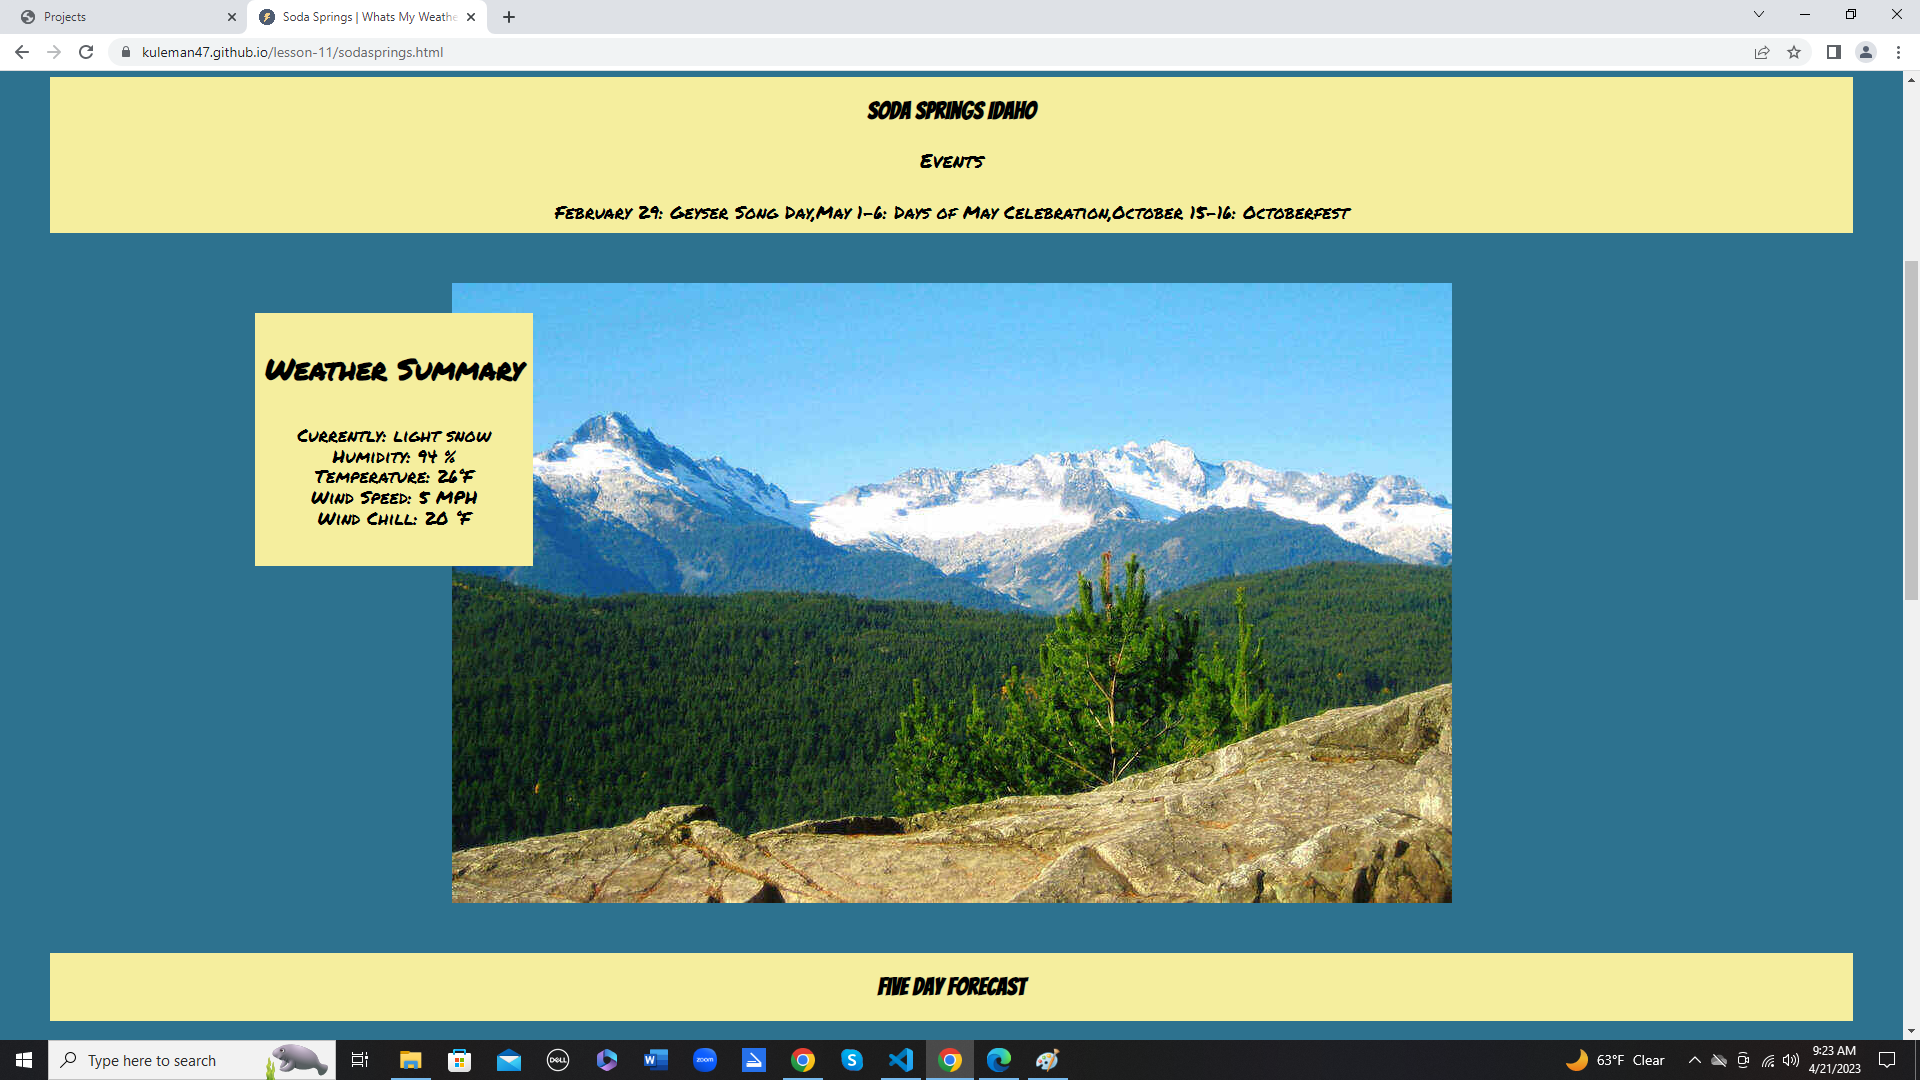 Projects
Soda Springs | Whats My Weathe
kuleman47.github.io/lesson-11/sodasprings.html
SODA SPRINGS IDAHO
Events
February 29: Geyser Song Day,May 1-6: Days of May Celebration,October 15-16: Octoberfest
Weather Summary
Currently: light snow
Humidity: 94 %
Temperature: 26°F
Wind Speed: 5 MPH
Wind Chill: 20 °F
FIVE DAY FORECAST
Type here to search
DELL
W
zoom
S
63°F Clear
9:23 AM
4/21/2023